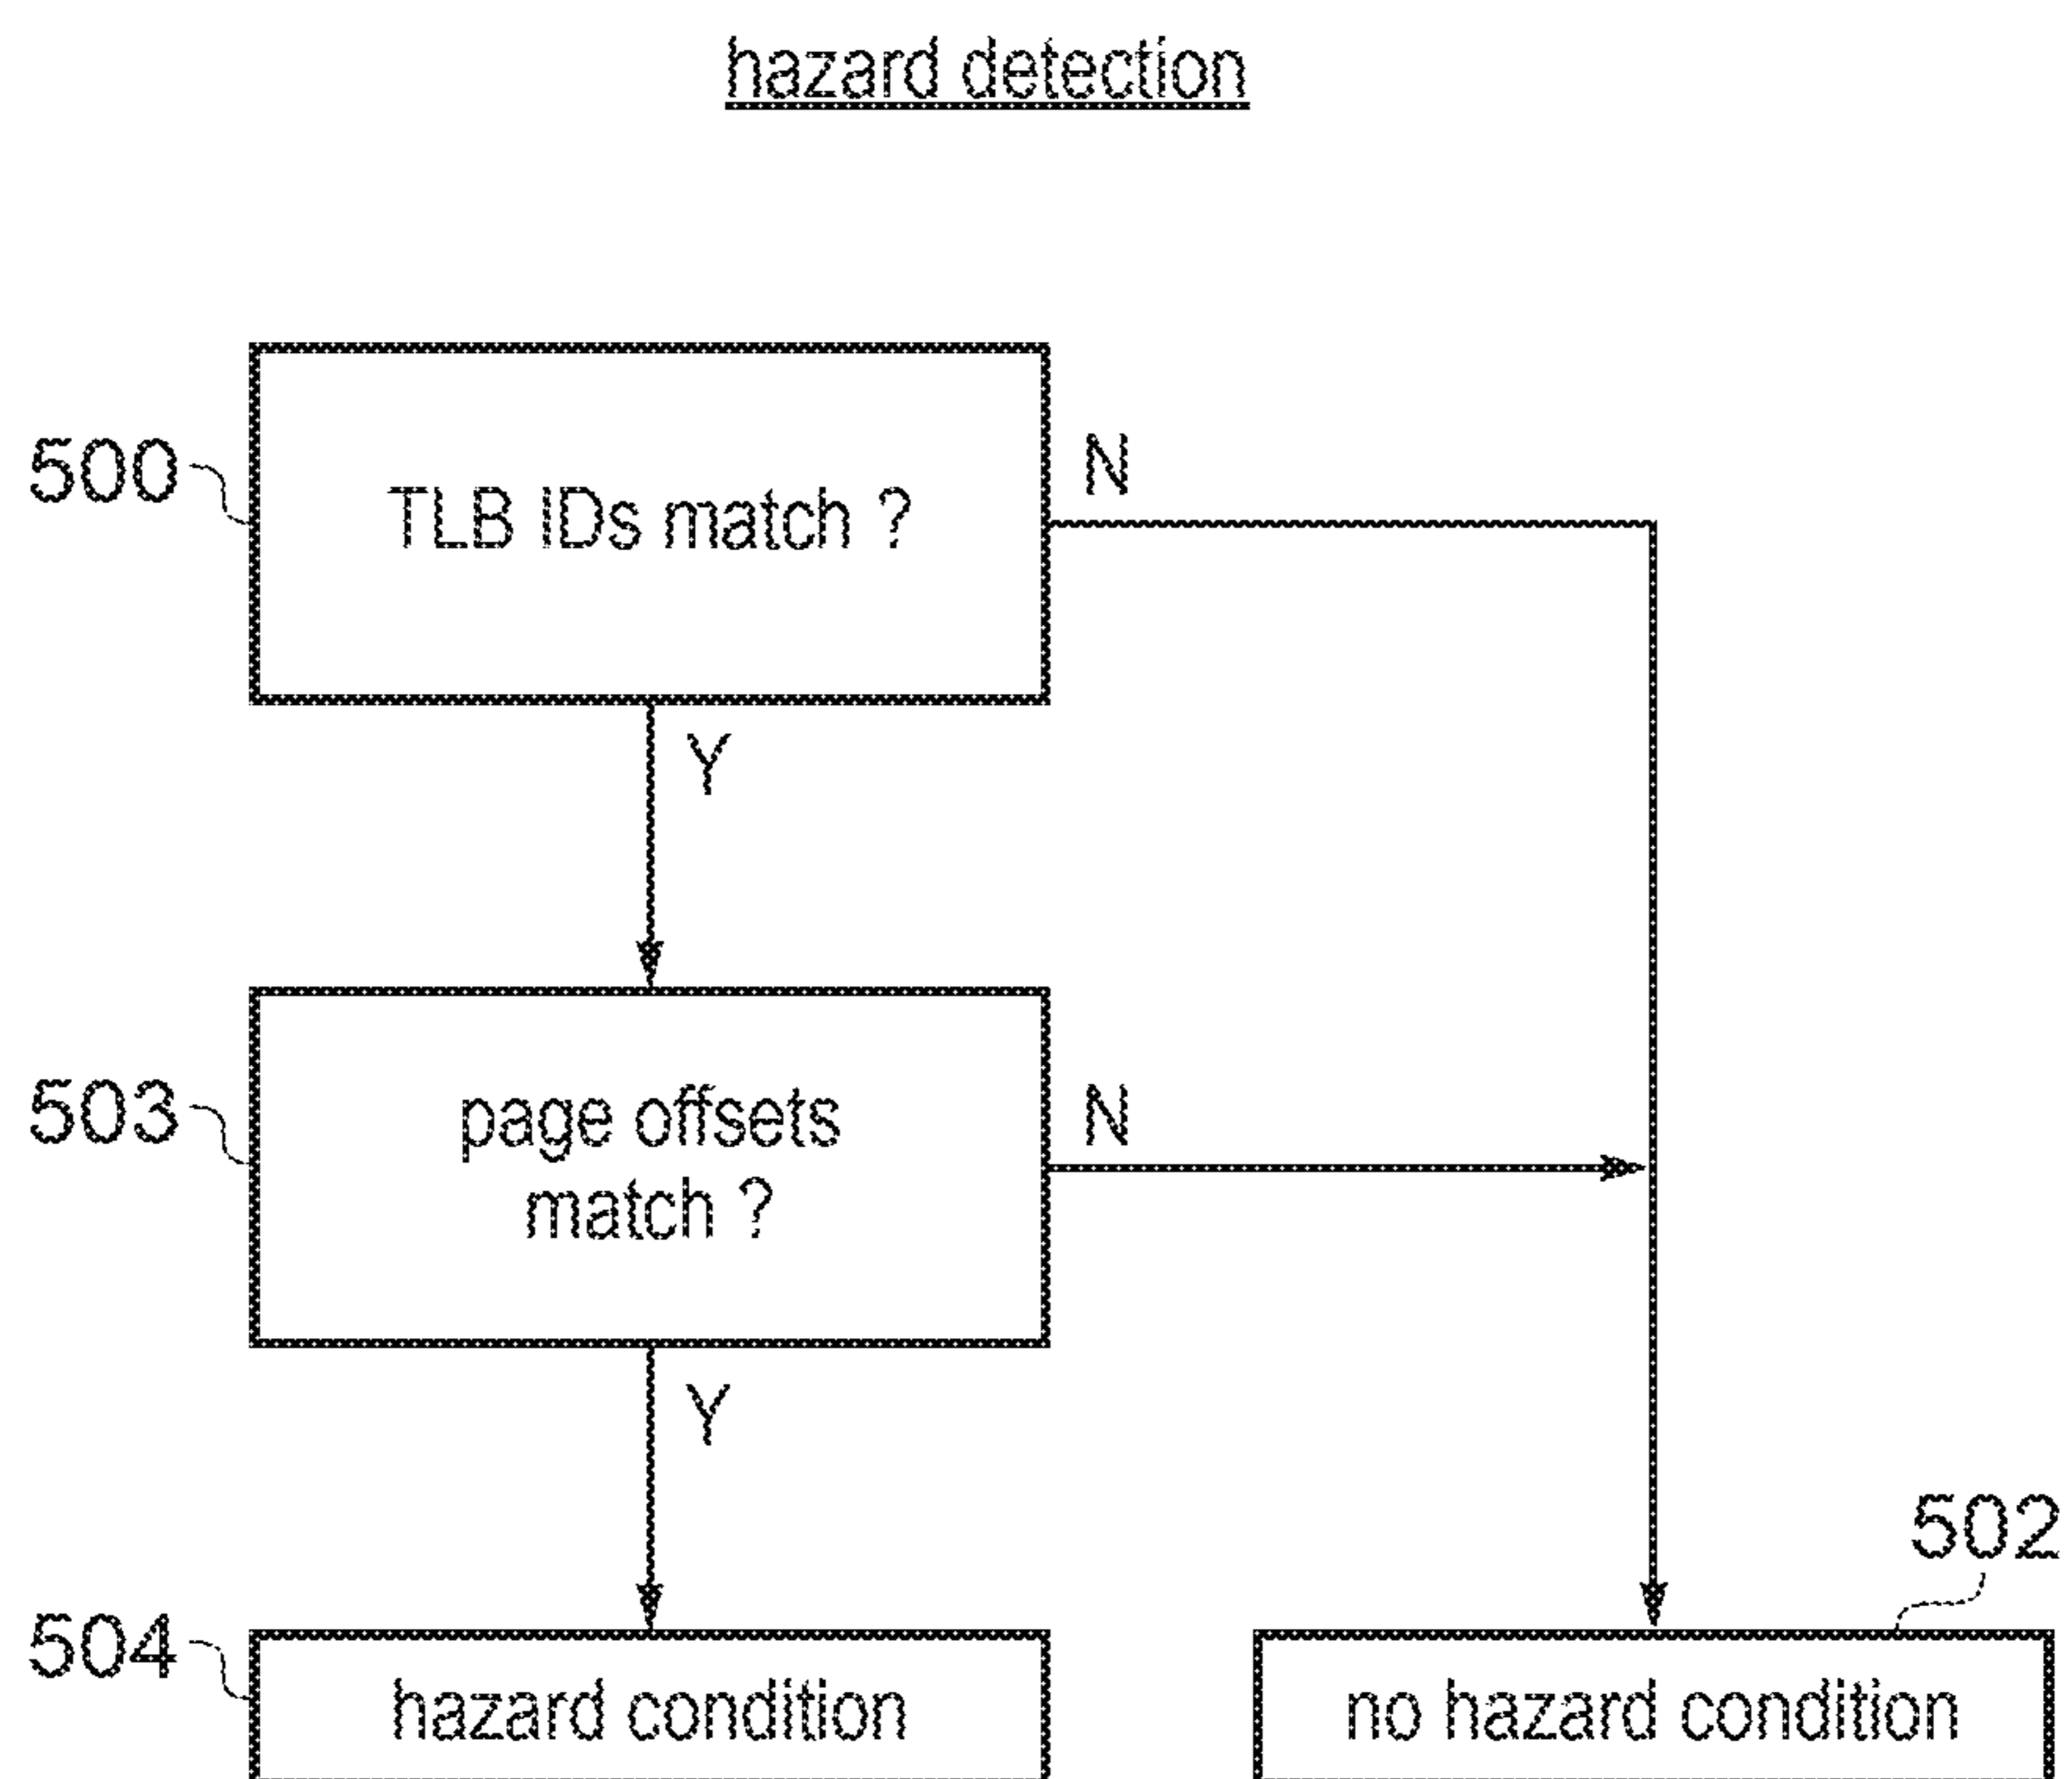 hazard detection
500
TLB IDs match ?
N
Y
503
page offsets
match ?
N
Y
502
504
hazard condition
no hazard condition